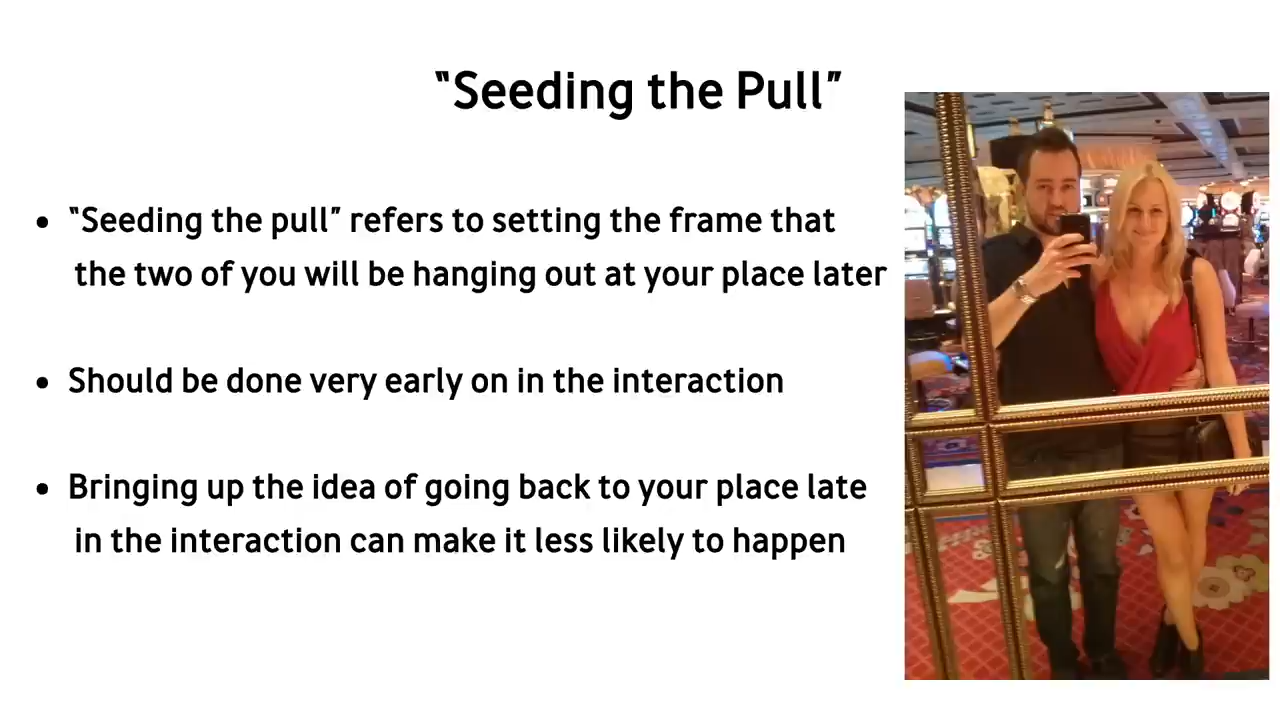 “Seeding the Pull”
• “Seeding the pull” refers to setting the frame that
the two of you will be hanging out at your place later
• Should be done very early on in the interaction
• Bringing up the idea of going back to your place late
in the interaction can make it less likely to happen